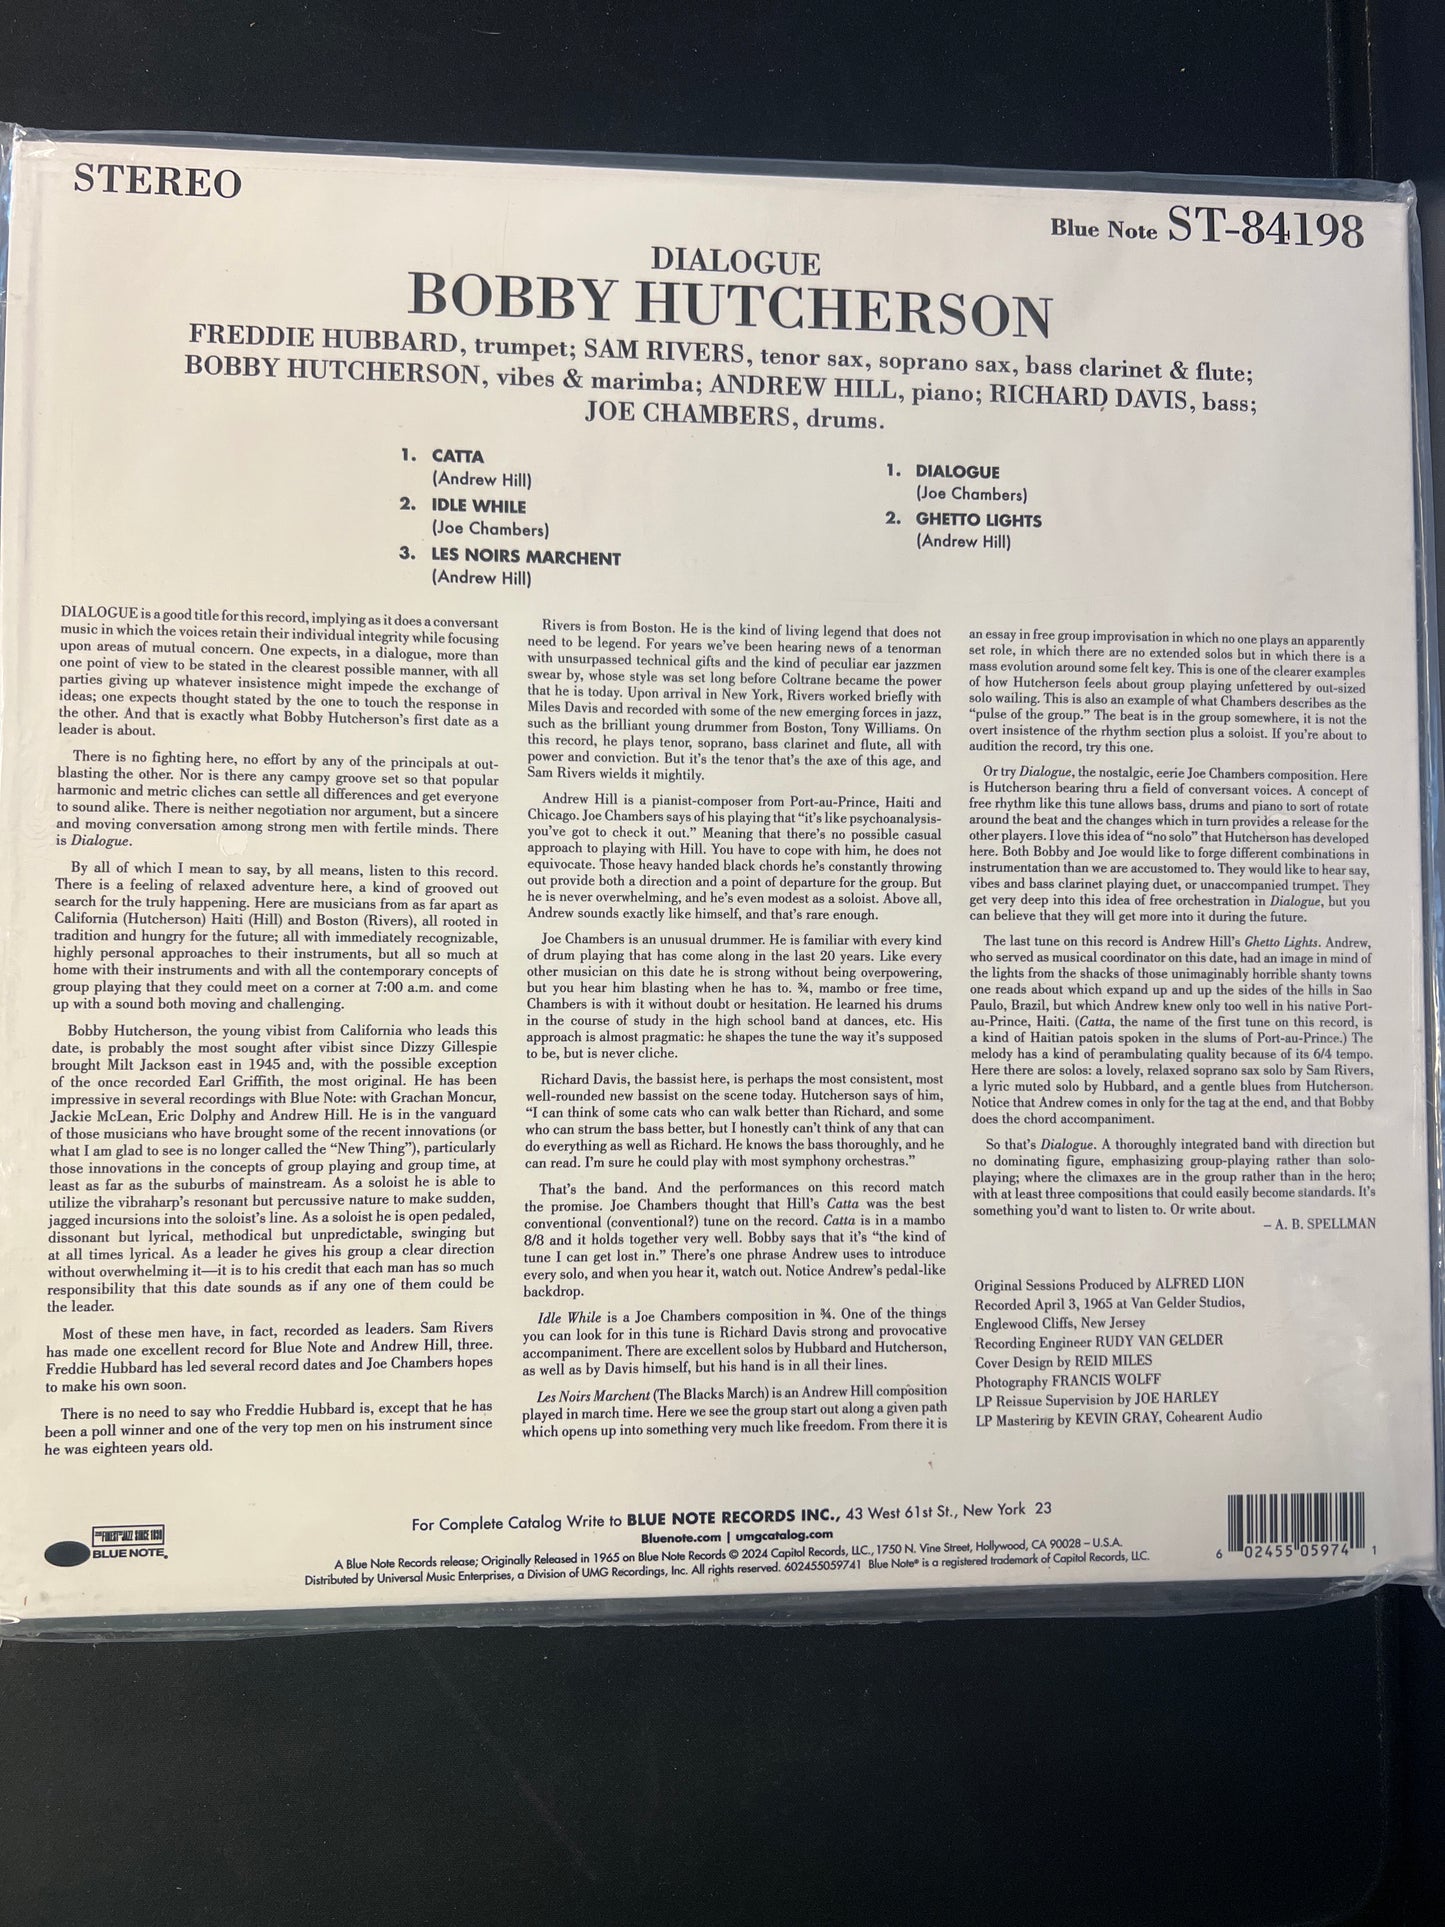 STEREO
Blue Note ST-84198
DIALOGUE
BOBBY HUTCHERSON
FREDDIE HUBBARD, trumpet; SAM RIVERS, tenor sax, soprano sax, bass clarinet & flute;
BOBBY HUTCHERSON, vibes & marimba; ANDREW HILL, piano; RICHARD DAVIS, bass;
JOE CHAMBERS, drums.
1. CATTA
(Andrew Hill)
2. IDLE WHILE
(Joe Chambers)
3. LES NOIRS MARCHENT
(Andrew Hill)
1. DIALOGUE
(Joe Chambers)
2. GHETTO LIGHTS
(Andrew Hill)
DIALOGUE is a good title for this record, implying as it does a conversant
music in which the voices retain their individual integrity while focusing
upon areas of mutual concern. One expects, in a dialogue, more than
one point of view to be stated in the clearest possible manner, with all
parties giving up whatever insistence might impede the exchange of
ideas; one expects thought stated by the one to touch the response in
the other. And that is exactly what Bobby Hutcherson's first date as a
leader is about.
There is no fighting here, no effort by any of the principals at out-
blasting the other. Nor is there any campy groove set so that popular
harmonic and metric cliches can settle all differences and get everyone
to sound alike. There is neither negotiation nor argument, but a sincere
and moving conversation among strong men with fertile minds. There
is Dialogue.
By all of which I mean to say, by all means, listen to this record.
There is a feeling of relaxed adventure here, a kind of grooved out
search for the truly happening. Here are musicians from as far apart as
California (Hutcherson) Haiti (Hill) and Boston (Rivers), all rooted in
tradition and hungry for the future; all with immediately recognizable,
highly personal approaches to their instruments, but all so much at
home with their instruments and with all the contemporary concepts of
group playing that they could meet on a corner at 7:00 a.m. and come
up with a sound both moving and challenging.
Bobby Hutcherson, the young vibist from California who leads this
date, is probably the most sought after vibist since Dizzy Gillespie
brought Milt Jackson east in 1945 and, with the possible exception
of the once recorded Earl Griffith, the most original. He has been
impressive in several recordings with Blue Note: with Grachan Moncur,
Jackie McLean, Eric Dolphy and Andrew Hill. He is in the vanguard
of those musicians who have brought some of the recent innovations (or
what I am glad to see is no longer called the "New Thing"), particularly
those innovations in the concepts of group playing and group time, at
least as far as the suburbs of mainstream. As a soloist he is able to
utilize the vibraharp's resonant but percussive nature to make sudden,
jagged incursions into the soloist's line. As a soloist he is open pedaled,
dissonant but lyrical, methodical but unpredictable, swinging but
at all times lyrical. As a leader he gives his group a clear direction
without overwhelming it—it is to his credit that each man has so much
responsibility that this date sounds as if any one of them could be
the leader.
Most of these men have, in fact, recorded as leaders. Sam Rivers
has made one excellent record for Blue Note and Andrew Hill, three.
Freddie Hubbard has led several record dates and Joe Chambers hopes
to make his own soon.
There is no need to say who Freddie Hubbard is, except that he has
been a poll winner and one of the very top men on his instrument since
he was eighteen years old.
Rivers is from Boston. He is the kind of living legend that does not
need to be legend. For years we've been hearing news of a tenorman
with unsurpassed technical gifts and the kind of peculiar ear jazzmen
swear by, whose style was set long before Coltrane became the power
that he is today. Upon arrival in New York, Rivers worked briefly with
Miles Davis and recorded with some of the new emerging forces in jazz,
such as the brilliant young drummer from Boston, Tony Williams. On
this record, he plays tenor, soprano, bass clarinet and flute, all with
power and conviction. But it's the tenor that's the axe of this age, and
Sam Rivers wields it mightily.
Andrew Hill is a pianist-composer from Port-au-Prince, Haiti and
Chicago. Joe Chambers says of his playing that "it's like psychoanalysis-
you've got to check it out." Meaning that there's no possible casual
approach to playing with Hill. You have to cope with him, he does not
equivocate. Those heavy handed black chords he's constantly throwing
out provide both a direction and a point of departure for the group. But
he is never overwhelming, and he's even modest as a soloist. Above all,
Andrew sounds exactly like himself, and that's rare enough.
Joe Chambers is an unusual drummer. He is familiar with every kind
of drum playing that has come along in the last 20 years. Like every
other musician on this date he is strong without being overpowering,
but you hear him blasting when he has to. ¾, mambo or free time,
Chambers is with it without doubt or hesitation. He learned his drums
in the course of study in the high school band at dances, etc. His
approach is almost pragmatic: he shapes the tune the way it's supposed
to be, but is never cliche.
Richard Davis, the bassist here, is perhaps the most consistent, most
well-rounded new bassist on the scene today. Hutcherson says of him,
"I can think of some cats who can walk better than Richard, and some
who can strum the bass better, but I honestly can't think of any that can
do everything as well as Richard. He knows the bass thoroughly, and he
can read. I'm sure he could play with most symphony orchestras."
That's the band. And the performances on this record match
the promise. Joe Chambers thought that Hill's Catta was the best
conventional (conventional?) tune on the record. Catta is in a mambo
8/8 and it holds together very well. Bobby says that it's "the kind of
tune I can get lost in." There's one phrase Andrew uses to introduce
every solo, and when you hear it, watch out. Notice Andrew's pedal-like
backdrop.
Idle While is a Joe Chambers composition in ¾. One of the things
you can look for in this tune is Richard Davis strong and provocative
accompaniment. There are excellent solos by Hubbard and Hutcherson,
as well as by Davis himself, but his hand is in all their lines.
Les Noirs Marchent (The Blacks March) is an Andrew Hill composition
played in march time. Here we see the group start out along a given path
which opens up into something very much like freedom. From there it is
an essay in free group improvisation in which no one plays an apparently
set role, in which there are no extended solos but in which there is a
mass evolution around some felt key. This is one of the clearer examples
of how Hutcherson feels about group playing unfettered by out-sized
solo wailing. This is also an example of what Chambers describes as the
"pulse of the group." The beat is in the group somewhere, it is not the
overt insistence of the rhythm section plus a soloist. If you're about to
audition the record, try this one.
Or try Dialogue, the nostalgic, eerie Joe Chambers composition. Here
is Hutcherson bearing thru a field of conversant voices. A concept of
free rhythm like this tune allows bass, drums and piano to sort of rotate
around the beat and the changes which in turn provides a release for the
other players. I love this idea of "no solo" that Hutcherson has developed
here. Both Bobby and Joe would like to forge different combinations in
instrumentation than we are accustomed to. They would like to hear say,
vibes and bass clarinet playing duet, or unaccompanied trumpet. They
get very deep into this idea of free orchestration in Dialogue, but you
can believe that they will get more into it during the future.
The last tune on this record is Andrew Hill's Ghetto Lights. Andrew,
who served as musical coordinator on this date, had an image in mind of
the lights from the shacks of those unimaginably horrible shanty towns
one reads about which expand up and up the sides of the hills in Sao
Paulo, Brazil, but which Andrew knew only too well in his native Port-
au-Prince, Haiti. (Catta, the name of the first tune on this record, is
a kind of Haitian patois spoken in the slums of Port-au-Prince.) The
melody has a kind of perambulating quality because of its 6/4 tempo.
Here there are solos: a lovely, relaxed soprano sax solo by Sam Rivers,
a lyric muted solo by Hubbard, and a gentle blues from Hutcherson.
Notice that Andrew comes in only for the tag at the end, and that Bobby
does the chord accompaniment.
So that's Dialogue. A thoroughly integrated band with direction but
no dominating figure, emphasizing group-playing rather than solo-
playing; where the climaxes are in the group rather than in the hero;
with at least three compositions that could easily become standards. It's
something you'd want to listen to. Or write about.
– A. B. SPELLMAN
Original Sessions Produced by ALFRED LION
Recorded April 3, 1965 at Van Gelder Studios,
Englewood Cliffs, New Jersey
Recording Engineer RUDY VAN GELDER
Cover Design by REID MILES
Photography FRANCIS WOLFF
LP Reissue Supervision by JOE HARLEY
LP Mastering by KEVIN GRAY, Cohearent Audio
THE FINEST IN JAZZ SINCE 1939
BLUE NOTE.
For Complete Catalog Write to BLUE NOTE RECORDS INC., 43 West 61st St., New York 23
Bluenote.com | umgcatalog.com
A Blue Note Records release; Originally Released in 1965 on Blue Note Records © 2024 Capitol Records, LLC., 1750 N. Vine Street, Hollywood, CA 90028 – U.S.A.
Distributed by Universal Music Enterprises, a Division of UMG Recordings, Inc. All rights reserved. 602455059741 Blue Note® is a registered trademark of Capitol Records, LLC.
6 02455 05974 1